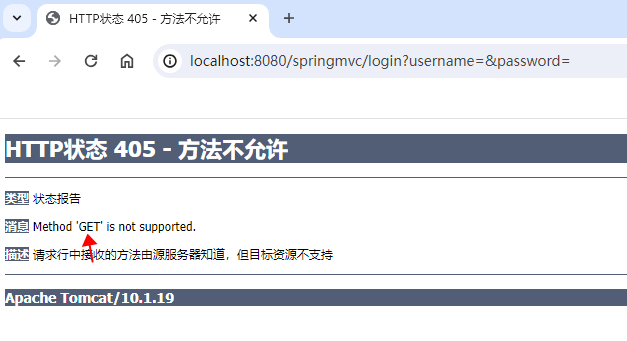 HTTP状态 405 - 方法不允许
localhost:8080/springmvc/login?username=&password=
HTTP状态 405 - 方法不允许
类型 状态报告
消息 Method 'GET' is not supported.
描述 请求行中接收的方法由源服务器知道，但目标资源不支持
Apache Tomcat/10.1.19